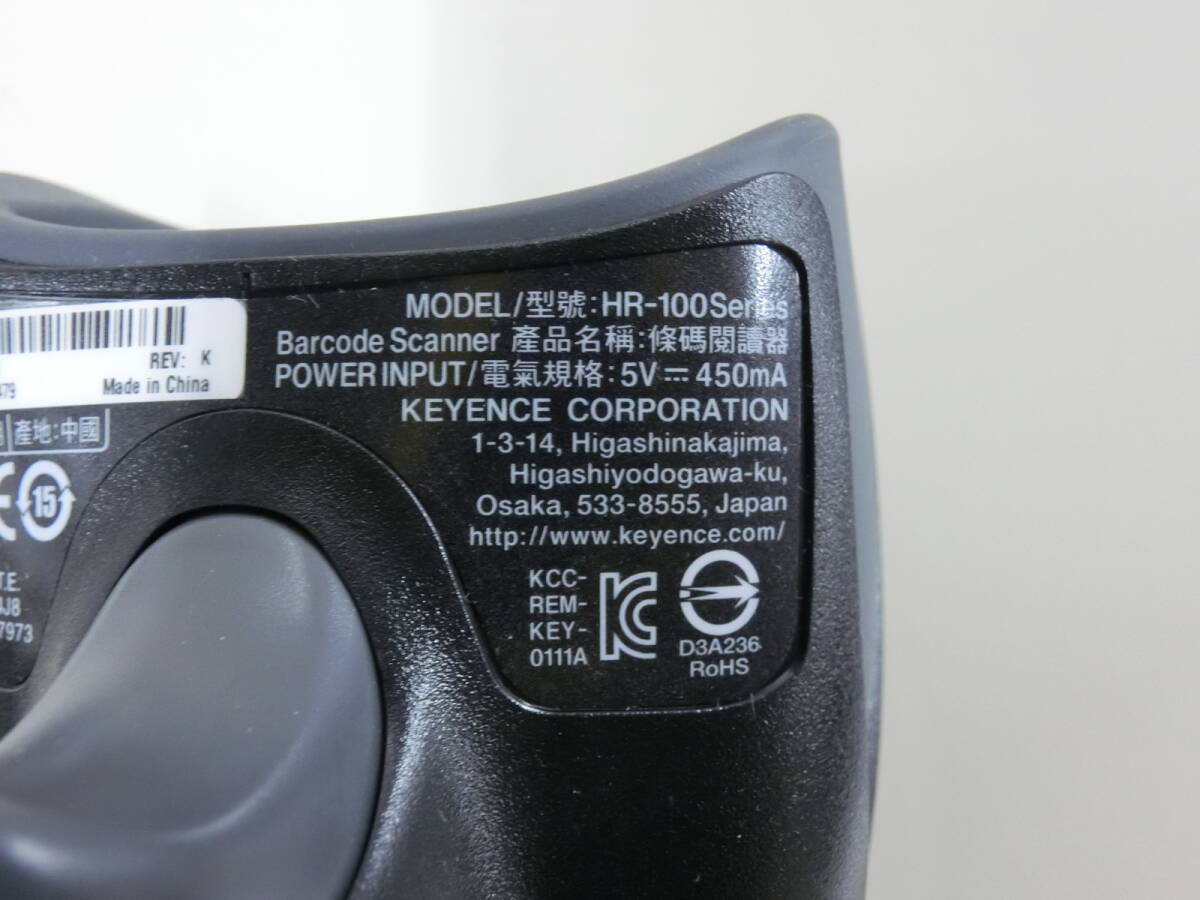 MODEL/型號:HR-100Series
Barcode Scanner 產品名稱:條碼閱讀器
POWER INPUT/電氣規格:5V⎓450mA
KEYENCE CORPORATION
1-3-14, Higashinakajima,
Higashiyodogawa-ku,
Osaka, 533-8555, Japan
http://www.keyence.com/
KCC-
REM-
KEY-
0111A
D3A236
RoHS
REV: K
Made in China
產地:中國
15